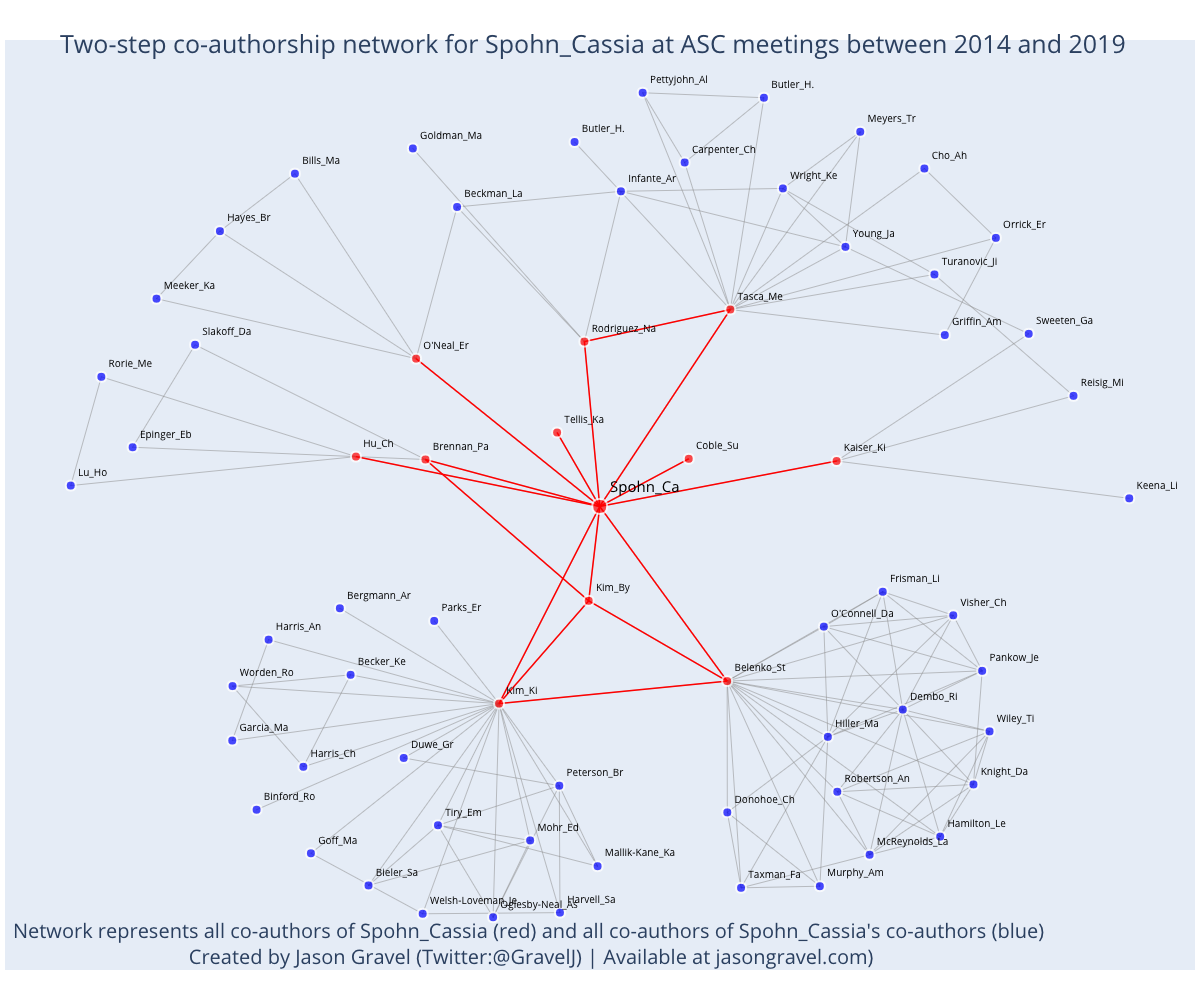 Two-step co-authorship network for Spohn_Cassia at ASC meetings between 2014 and 2019
Pettyjohn_Al
Butler_H.
Meyers_Tr
Butler_H.
Goldman_Ma
Carpenter_Ch
Cho_Ah
Bills_Ma
Infante_Ar
Wright_Ke
Beckman_La
Hayes_Br
Orrick_Er
Young_Ja
Turanovic_Ji
Meeker_Ka
Tasca_Me
Griffin_Am
Sweeten_Ga
Slakoff_Da
Rodriguez_Na
O'Neal_Er
Rorie_Me
Reisig_Mi
Tellis_Ka
Epinger_Eb
Hu_Ch
Brennan_Pa
Coble_Su
Kaiser_Ki
Lu_Ho
Spohn_Ca
Keena_Li
Frisman_Li
Kim_By
Bergmann_Ar
Visher_Ch
Parks_Er
O'Connell_Da
Harris_An
Pankow_Je
Becker_Ke
Belenko_St
Worden_Ro
Kim_Ki
Dembo_Ri
Wiley_Ti
Hiller_Ma
Garcia_Ma
Duwe_Gr
Harris_Ch
Peterson_Br
Robertson_An
Knight_Da
Binford_Ro
Donohoe_Ch
Tiry_Em
Mohr_Ed
Hamilton_Le
Goff_Ma
Mallik-Kane_Ka
McReynolds_La
Bieler_Sa
Taxman_Fa
Murphy_Am
Welsh-Loveman_Je
Oglesby-Neal_As
Harvell_Sa
Network represents all co-authors of Spohn_Cassia (red) and all co-authors of Spohn_Cassia's co-authors (blue)
Created by Jason Gravel (Twitter:@GravelJ) | Available at jasongravel.com)